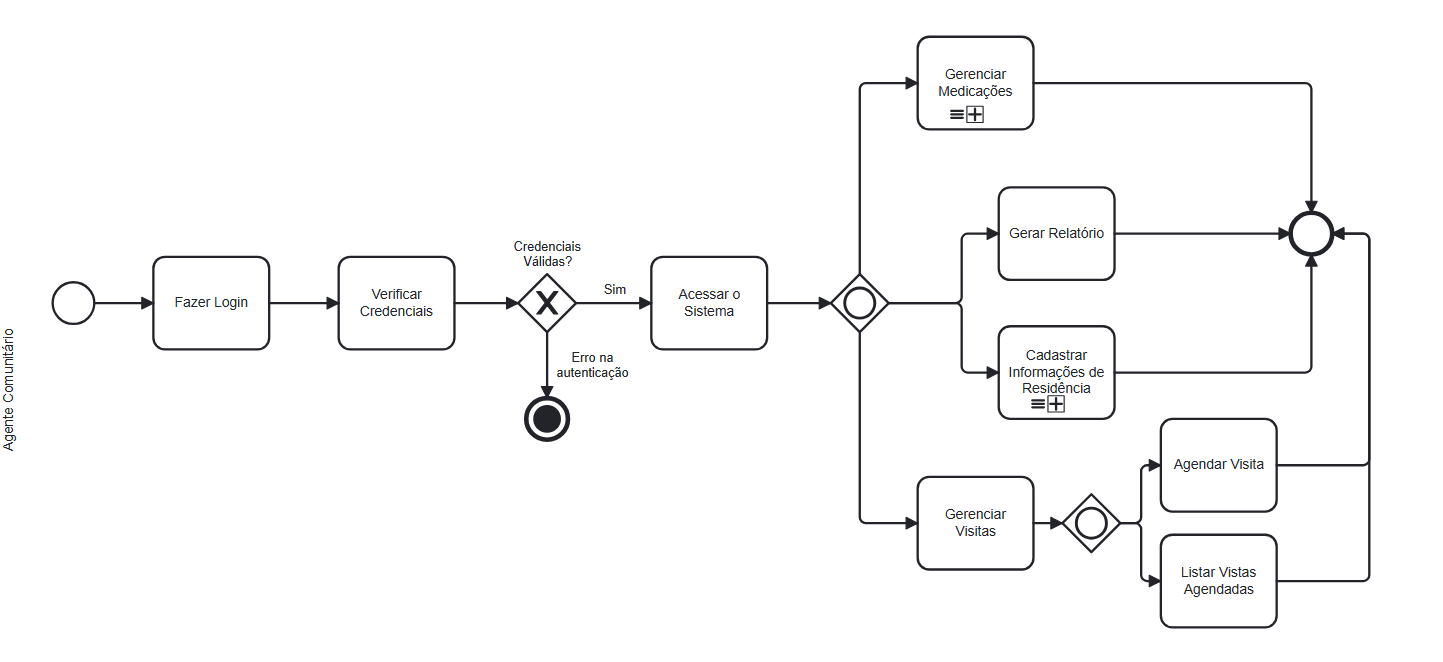 Agente Comunitário
Fazer Login
Verificar
Credenciais
Credenciais
Válidas?
Sim
Erro na
autenticação
Acessar o
Sistema
Gerenciar
Medicações
Gerar Relatório
Cadastrar
Informações de
Residência
Gerenciar
Visitas
Agendar Visita
Listar Vistas
Agendadas